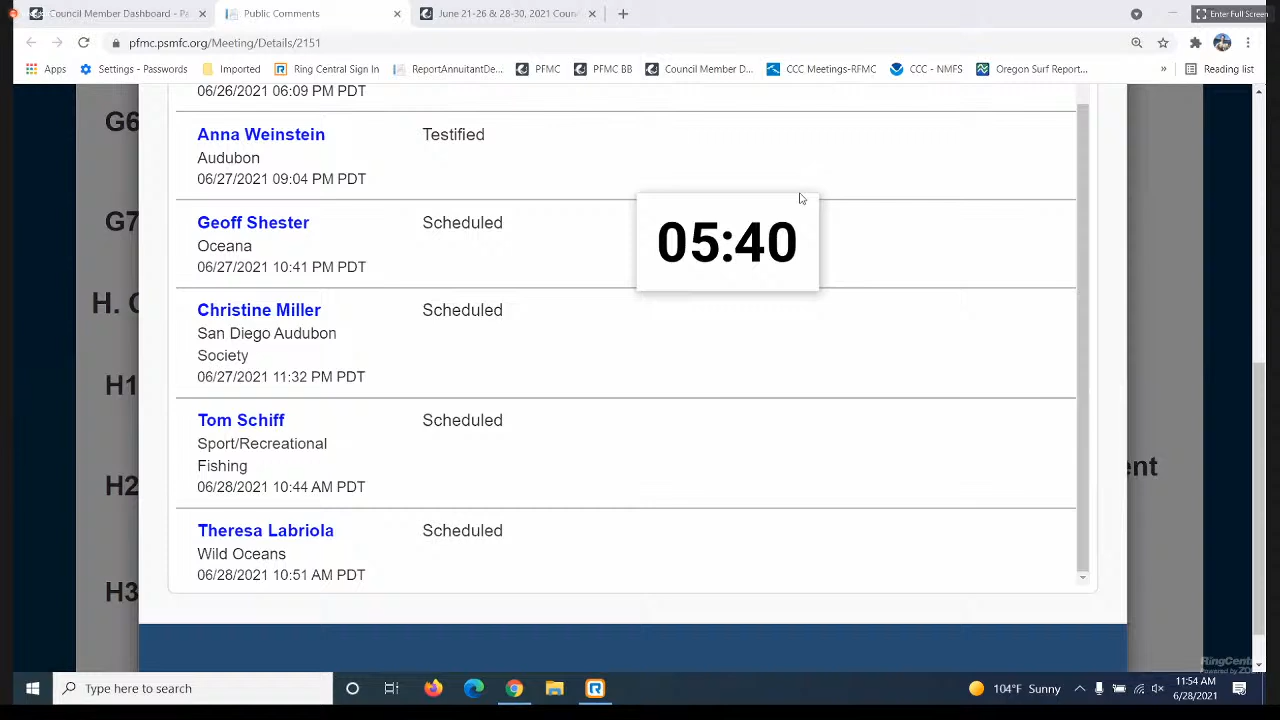 Council Member Dashboard - Pa
Public Comments
June 21-26 & 28-30, 2021 Coun
Enter Full Screen
pfmc.psmfc.org/Meeting/Details/2151
Apps
Settings - Passwords
Imported
Ring Central Sign In
ReportAnnuntentDe...
PFMC
PFMC BB
Council Member D...
CCC Meetings-RFMC
CCC - NMFS
Oregon Surf Report...
»
Reading list
06/26/2021 06:09 PM PDT
G6
Anna Weinstein
Testified
Audubon
06/27/2021 09:04 PM PDT
G7
Geoff Shester
Scheduled
Oceana
06/27/2021 10:41 PM PDT
05:40
H. C
Christine Miller
Scheduled
San Diego Audubon
Society
06/27/2021 11:32 PM PDT
H1
Tom Schiff
Scheduled
Sport/Recreational
Fishing
06/28/2021 10:44 AM PDT
ent
H2
Theresa Labriola
Scheduled
Wild Oceans
06/28/2021 10:51 AM PDT
H3
RingCent
Powered by
Type here to search
104°F Sunny
11:54 AM
6/28/2021